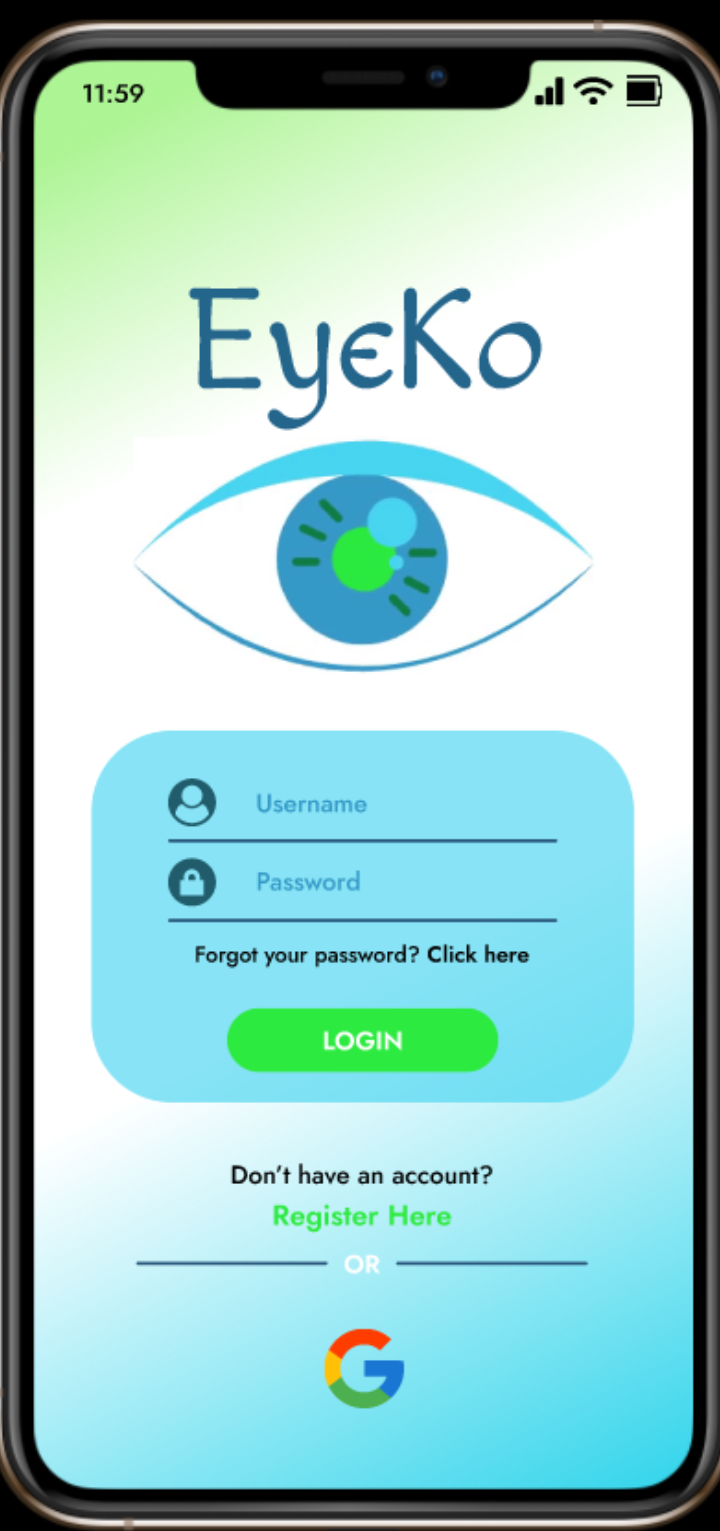 11:59
EyeKo
Username
Password
Forgot your password? Click here
LOGIN
Don't have an account?
Register Here
OR